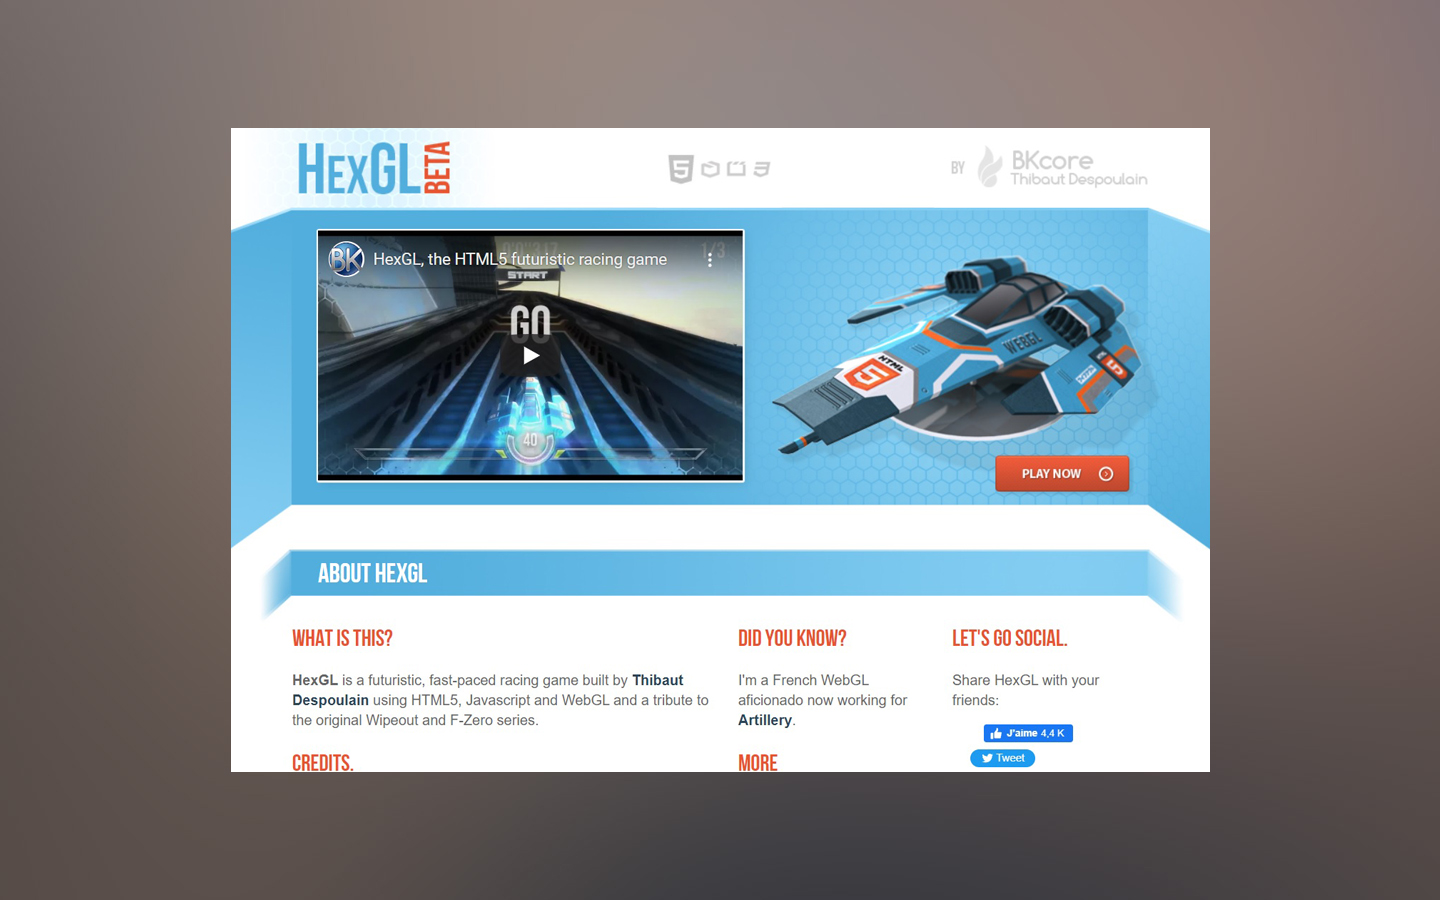 HexGL BETA
BY BKcore
Thibaut Despoulain
BK HexGL, the HTML5 futuristic racing game
1/3
START
GO
40
WEBGL
HTML
5
PLAY NOW
ABOUT HEXGL
WHAT IS THIS?
HexGL is a futuristic, fast-paced racing game built by Thibaut
Despoulain using HTML5, Javascript and WebGL and a tribute to
the original Wipeout and F-Zero series.
CREDITS.
DID YOU KNOW?
I'm a French WebGL
aficionado now working for
Artillery.
MORE
LET'S GO SOCIAL.
Share HexGL with your
friends:
J'aime 4,4 K
Tweet